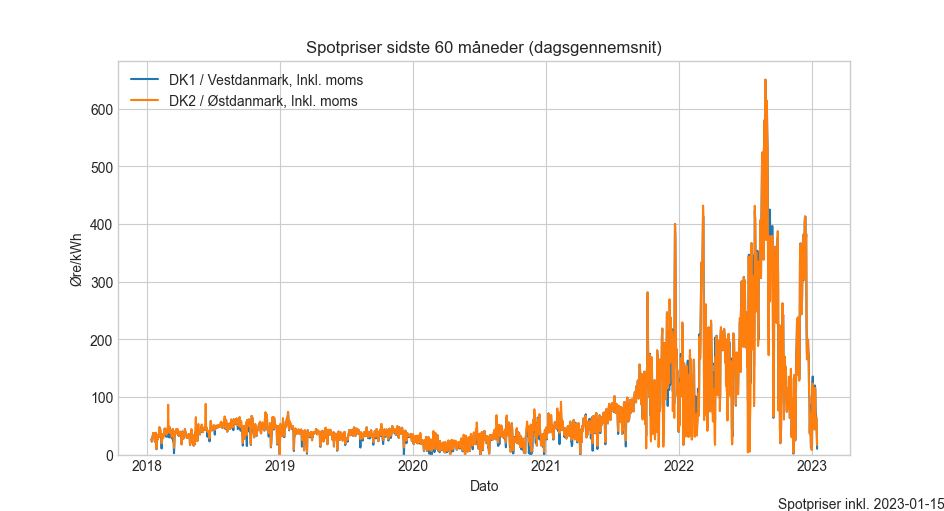 Spotpriser sidste 60 måneder (dagsgennemsnit)
DK1 / Vestdanmark, Inkl. moms
DK2 / Østdanmark, Inkl. moms
600
500
400
300
200
100
0
Øre/kWh
2018 2019 2020 2021 2022 2023
Dato
Spotpriser inkl. 2023-01-15